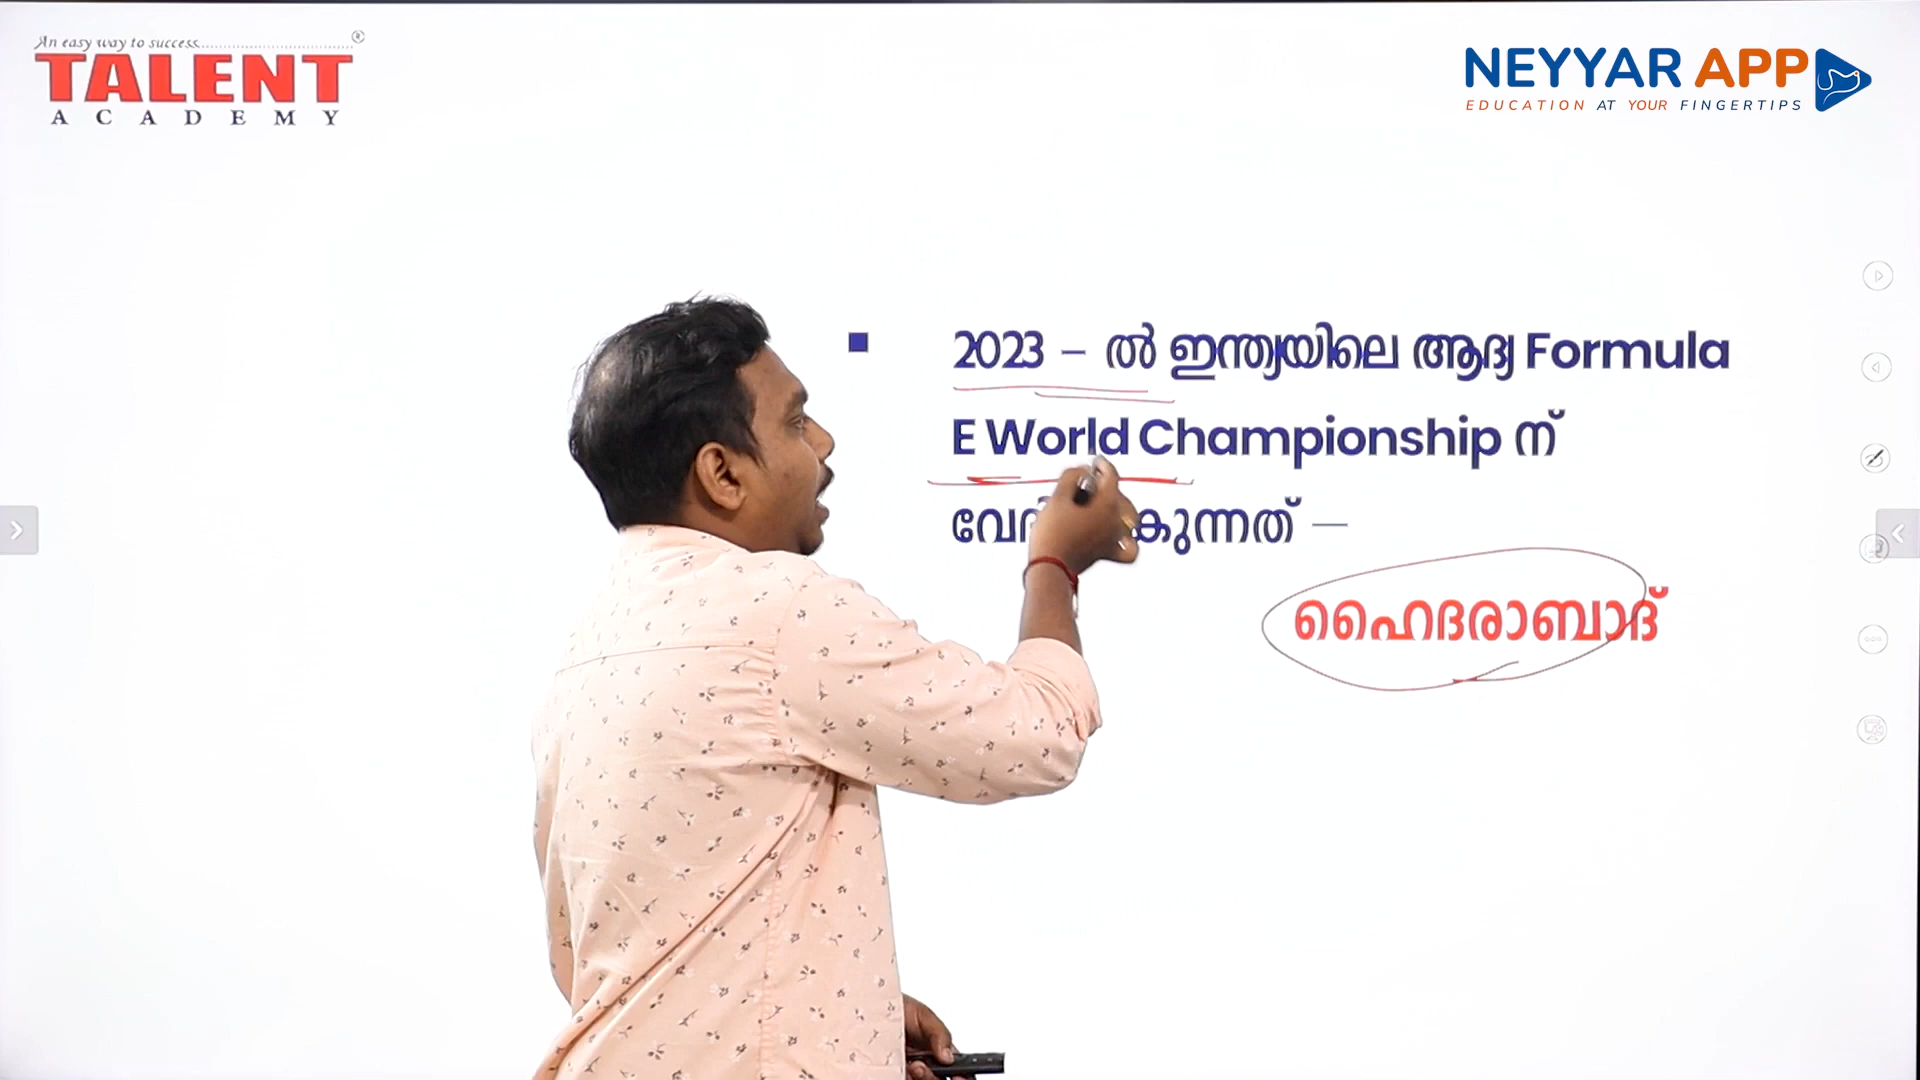 An easy way to success
TALENT
ACADEMY
NEYYAR APP
EDUCATION AT YOUR FINGERTIPS
2023 – ൽ ഇന്ത്യയിലെ ആദ്യ Formula
E World Championship ന്
–
ഹൈദരാബാദ്